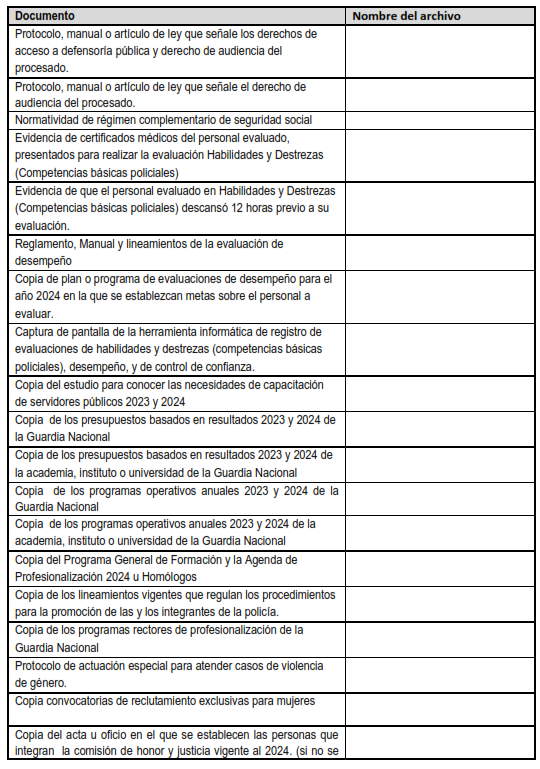 Documento Nombre del archivo
Protocolo, manual o artículo de ley que señale los derechos de
acceso a defensoría pública y derecho de audiencia del
procesado.
Protocolo, manual o artículo de ley que señale el derecho de
audiencia del procesado.
Normatividad de régimen complementario de seguridad social
Evidencia de certificados médicos del personal evaluado,
presentados para realizar la evaluación Habilidades y Destrezas
(Competencias básicas policiales)
Evidencia de que el personal evaluado en Habilidades y Destrezas
(Competencias básicas policiales) descansó 12 horas previo a su
evaluación.
Reglamento, Manual y lineamientos de la evaluación de
desempeño
Copia de plan o programa de evaluaciones de desempeño para el
año 2024 en la que se establezcan metas sobre el personal a
evaluar.
Captura de pantalla de la herramienta informática de registro de
evaluaciones de habilidades y destrezas (competencias básicas
policiales), desempeño, y de control de confianza.
Copia del estudio para conocer las necesidades de capacitación
de servidores públicos 2023 y 2024
Copia de los presupuestos basados en resultados 2023 y 2024 de
la Guardia Nacional
Copia de los presupuestos basados en resultados 2023 y 2024 de
la academia, instituto o universidad de la Guardia Nacional
Copia de los programas operativos anuales 2023 y 2024 de la
Guardia Nacional
Copia de los programas operativos anuales 2023 y 2024 de la
academia, instituto o universidad de la Guardia Nacional
Copia del Programa General de Formación y la Agenda de
Profesionalización 2024 u Homólogos
Copia de los lineamientos vigentes que regulan los procedimientos
para la promoción de las y los integrantes de la policía.
Copia de los programas rectores de profesionalización de la
Guardia Nacional
Protocolo de actuación especial para atender casos de violencia
de género.
Copia convocatorias de reclutamiento exclusivas para mujeres
Copia del acta u oficio en el que se establecen las personas que
integran la comisión de honor y justicia vigente al 2024. (si no se